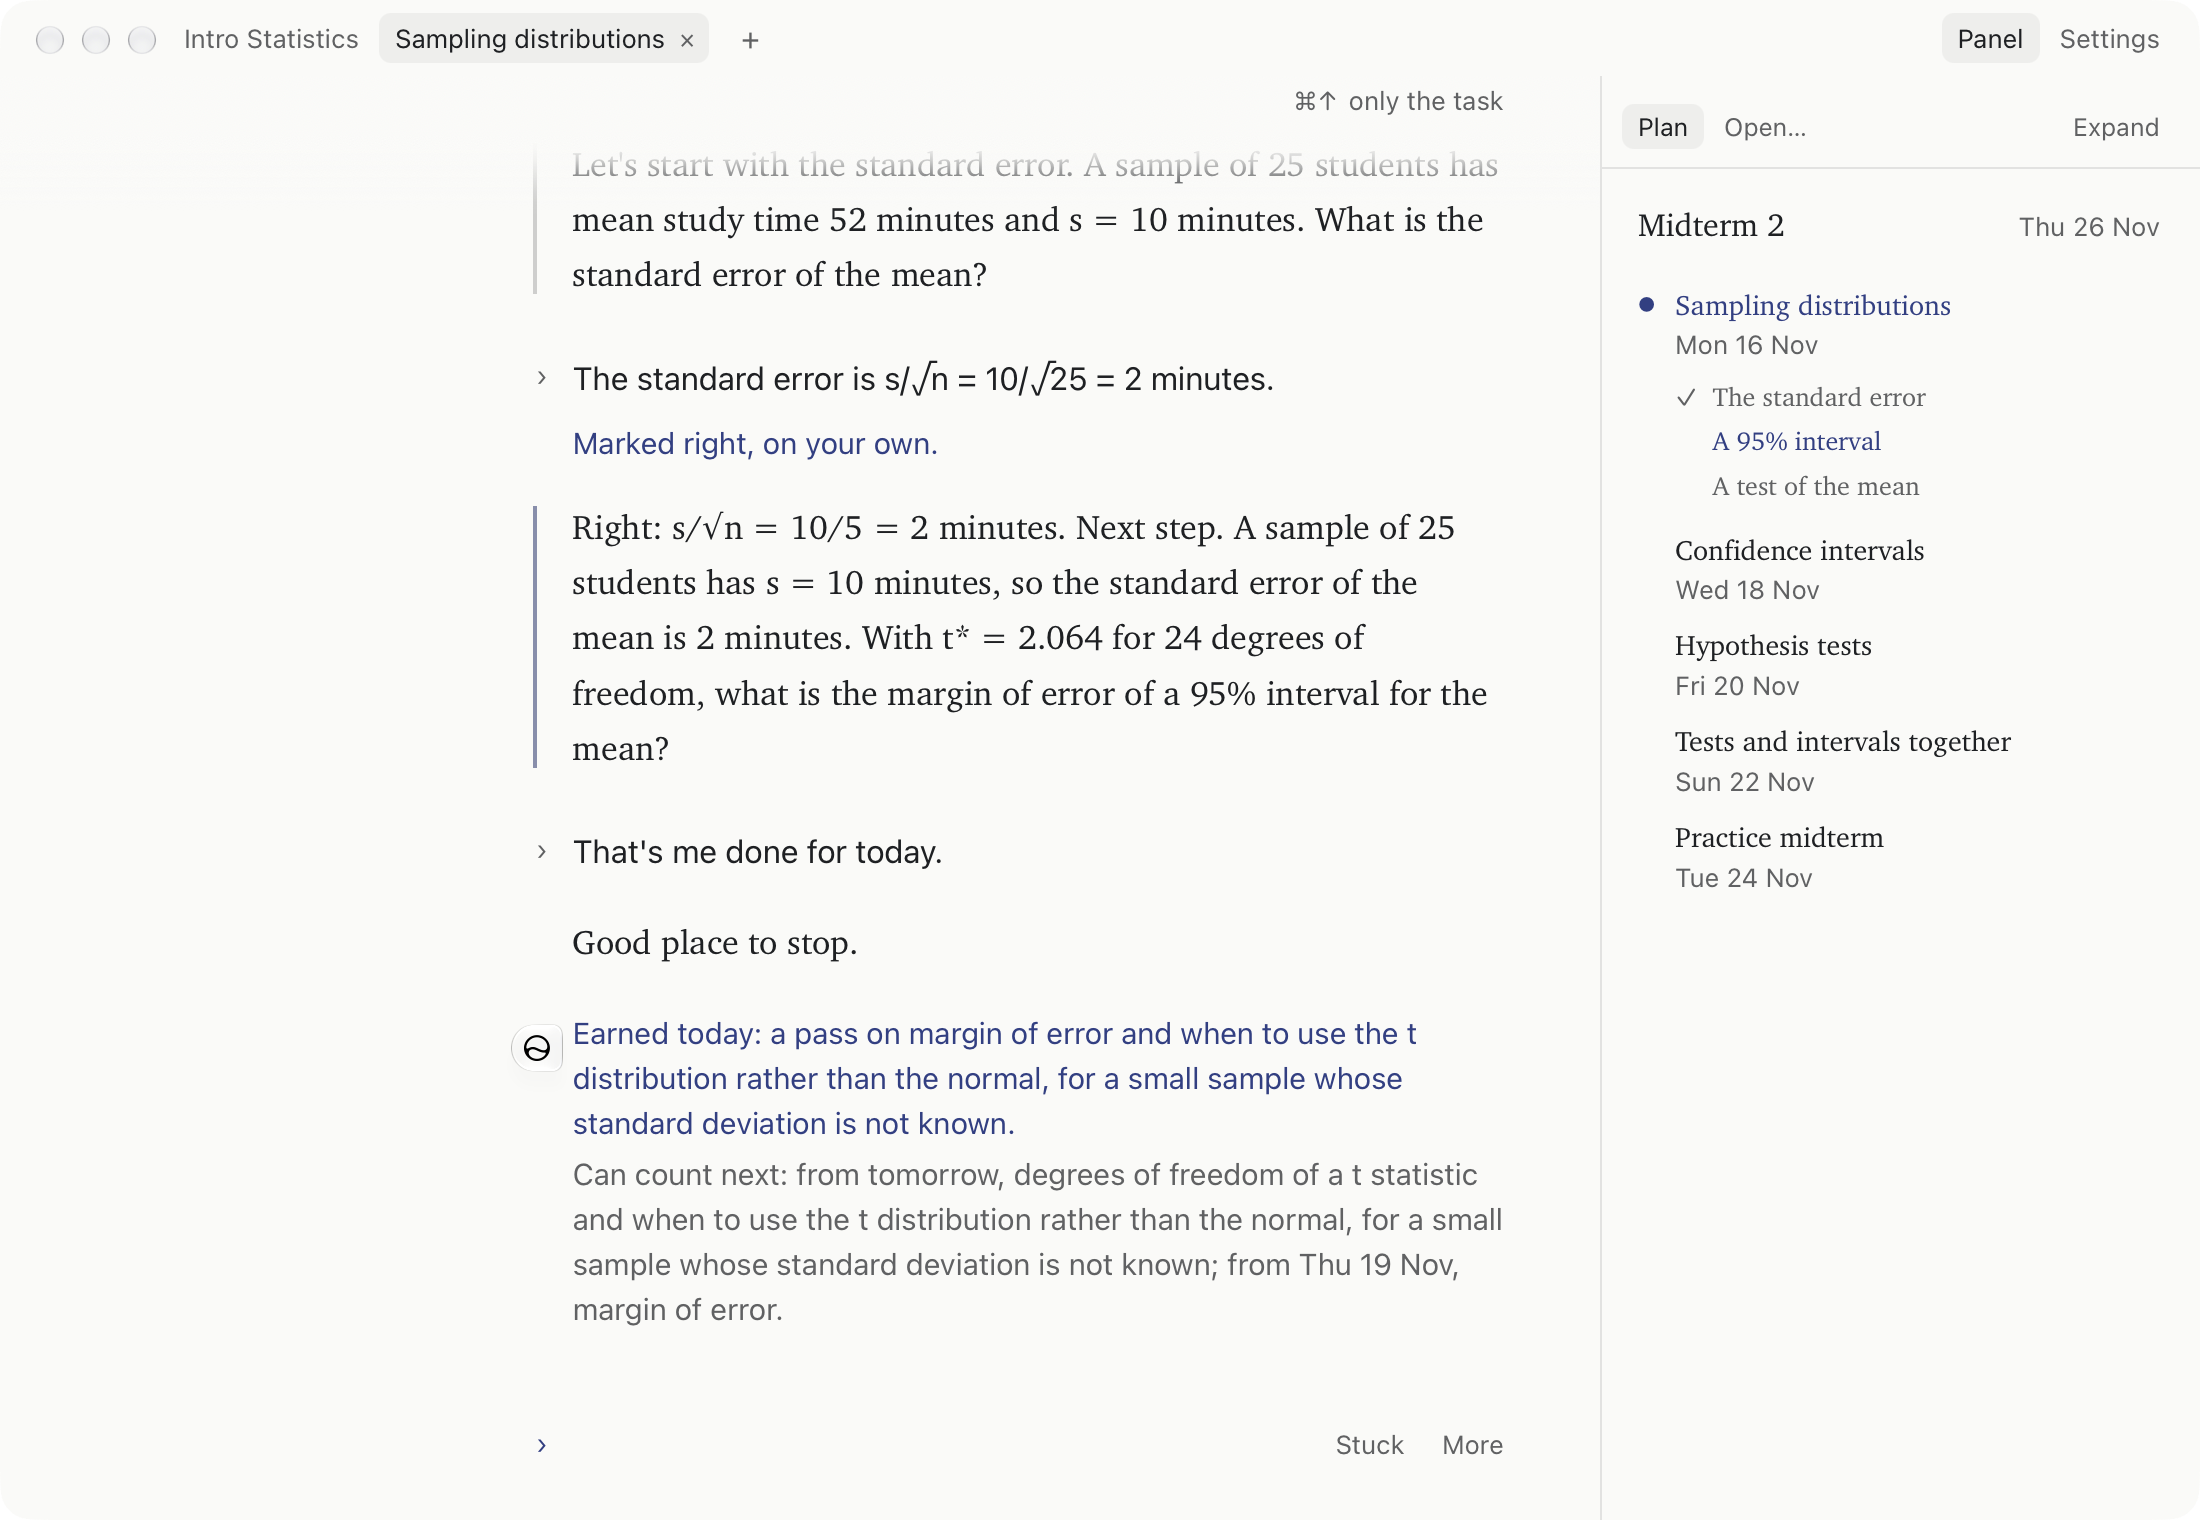 Intro Statistics
Sampling distributions ×
+
Panel
Settings
⌘↑ only the task
Let's start with the standard error. A sample of 25 students has
mean study time 52 minutes and s = 10 minutes. What is the
standard error of the mean?
› The standard error is s/√n = 10/√25 = 2 minutes.
Marked right, on your own.
Right: s/√n = 10/5 = 2 minutes. Next step. A sample of 25
students has s = 10 minutes, so the standard error of the
mean is 2 minutes. With t* = 2.064 for 24 degrees of
freedom, what is the margin of error of a 95% interval for the
mean?
› That's me done for today.
Good place to stop.
Earned today: a pass on margin of error and when to use the t
distribution rather than the normal, for a small sample whose
standard deviation is not known.
Can count next: from tomorrow, degrees of freedom of a t statistic
and when to use the t distribution rather than the normal, for a small
sample whose standard deviation is not known; from Thu 19 Nov,
margin of error.
›
Stuck
More
Plan
Open...
Expand
Midterm 2
Thu 26 Nov
Sampling distributions
Mon 16 Nov
✓ The standard error
A 95% interval
A test of the mean
Confidence intervals
Wed 18 Nov
Hypothesis tests
Fri 20 Nov
Tests and intervals together
Sun 22 Nov
Practice midterm
Tue 24 Nov